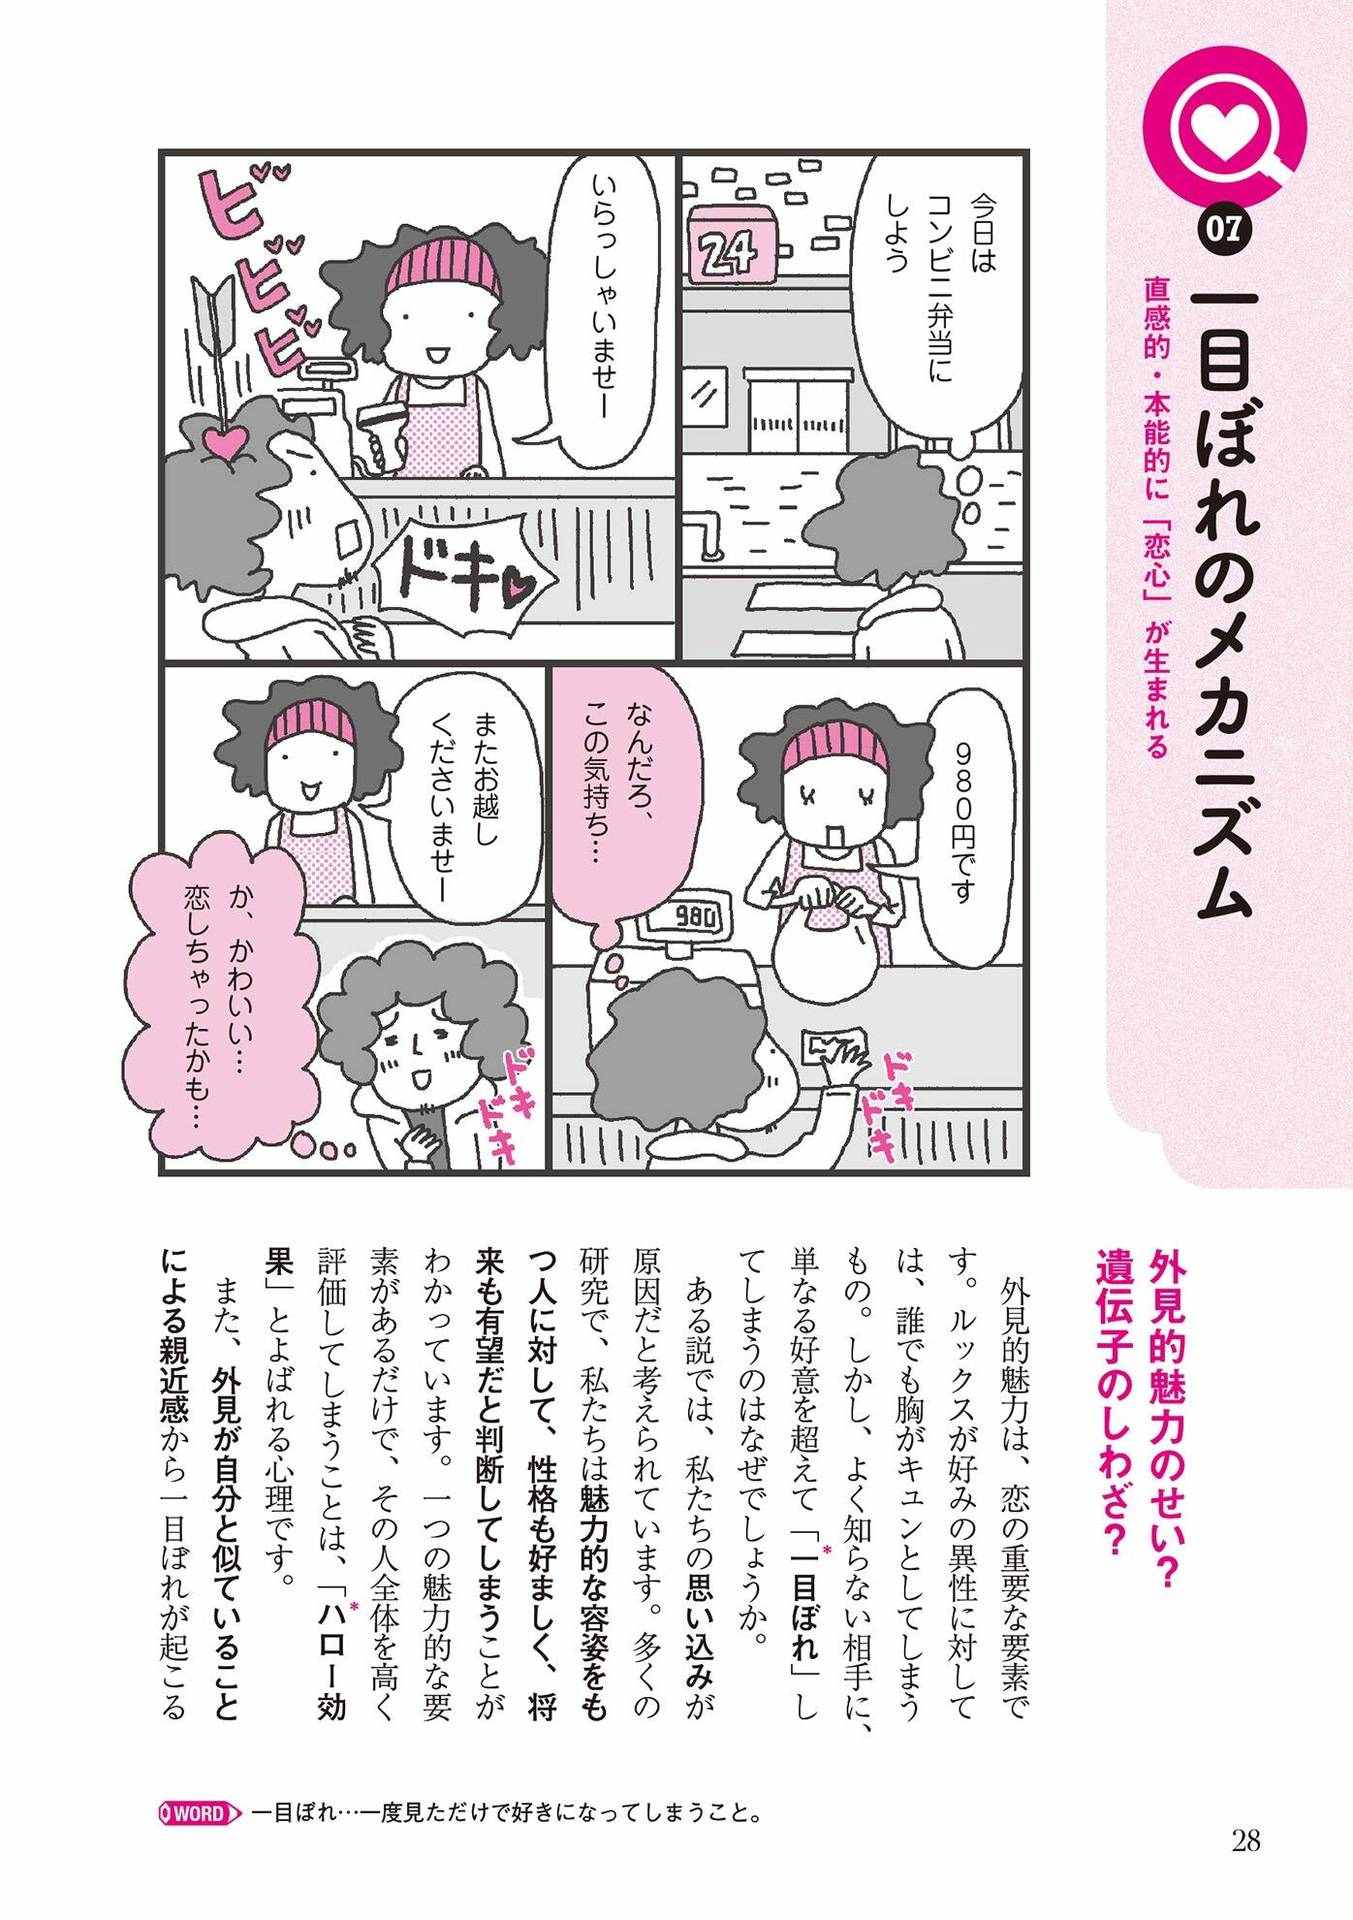 07
一目ぼれのメカニズム
直感的・本能的に「恋心」が生まれる
今日は
コンビニ弁当に
しよう
24
いらっしゃいませー
ビビビ
ドキ
980円です
980
なんだろ、
この気持ち…
ドキ
ドキ
またお越し
くださいませー
か、かわいい…
恋しちゃったかも…
ドキ
ドキ
外見的魅力のせい？
遺伝子のしわざ？
外見的魅力は、恋の重要な要素で
す。ルックスが好みの異性に対して
は、誰でも胸がキュンとしてしまう
もの。しかし、よく知らない相手に、
単なる好意を超えて「一目ぼれ*」し
てしまうのはなぜでしょうか。
ある説では、私たちの思い込みが
原因だと考えられています。多くの
研究で、私たちは魅力的な容姿をも
つ人に対して、性格も好ましく、将
来も有望だと判断してしまうことが
わかっています。一つの魅力的な要
素があるだけで、その人全体を高く
評価してしまうことは、「ハロー効*
果」とよばれる心理です。
また、外見が自分と似ていること
による親近感から一目ぼれが起こる
WORD 一目ぼれ…一度見ただけで好きになってしまうこと。
28